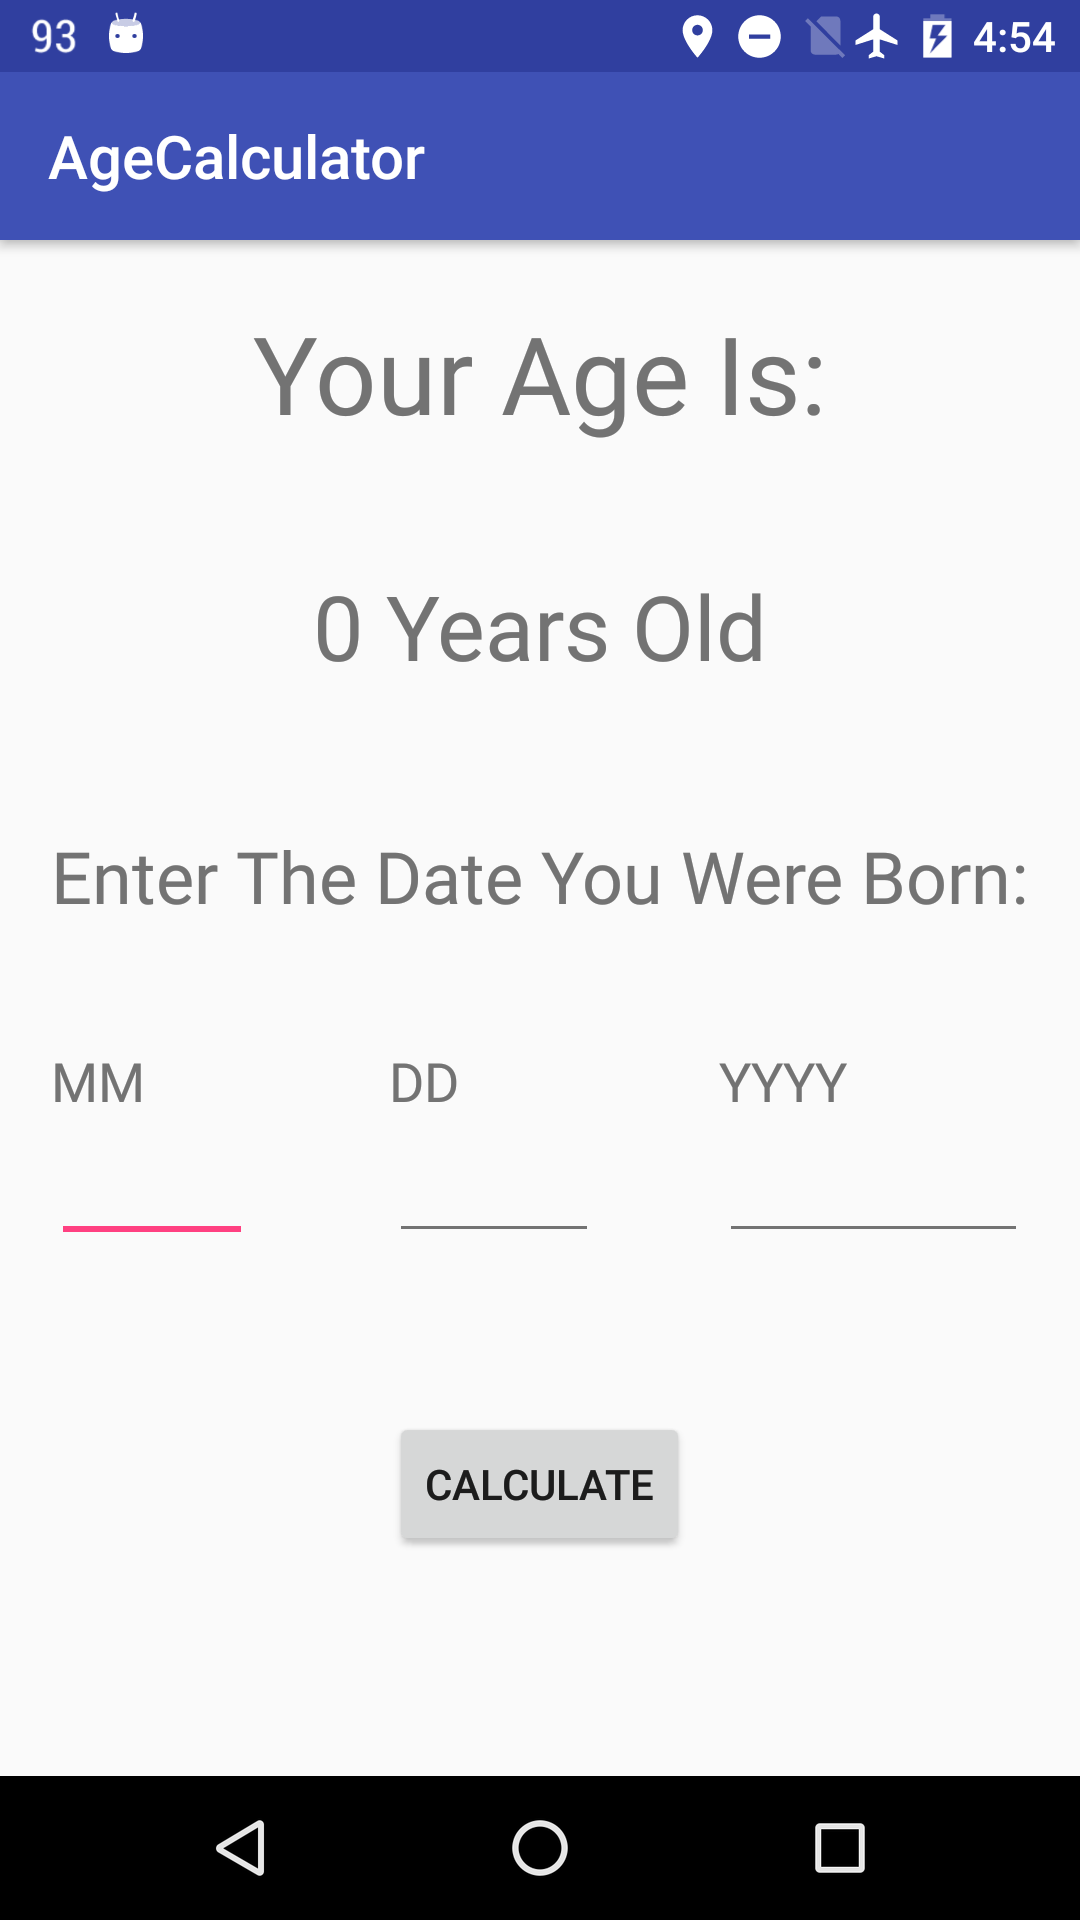 93 4:54
AgeCalculator
Your Age Is:
0 Years Old
Enter The Date You Were Born:
MM DD YYYY
CALCULATE